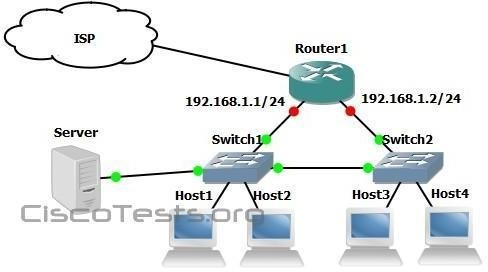 ISP
Router1
192.168.1.1/24
192.168.1.2/24
Server
Switch1
Switch2
Host1
Host2
Host3
Host4
CiscoTests.org